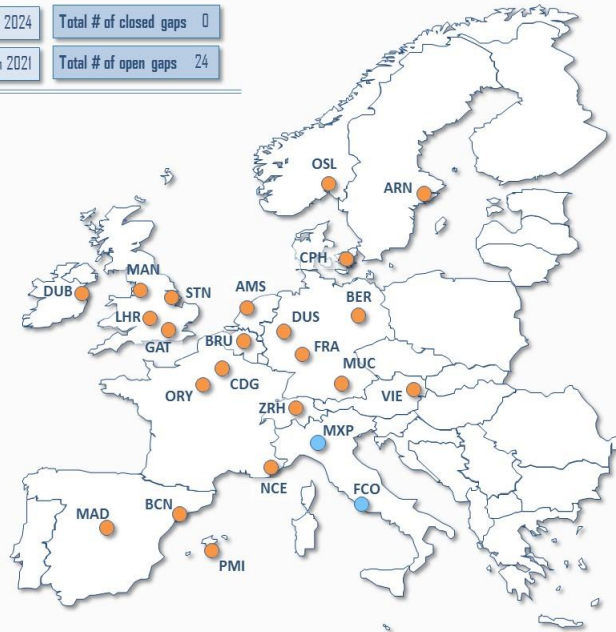 2024
Total # of closed gaps 0
2021
Total # of open gaps 24
OSL
ARN
CPH
MAN
DUB
STN
AMS
BER
LHR
DUS
GAT
BRU
FRA
MUC
CDG
ORY
VIE
ZRH
MXP
NCE
FCO
BCN
MAD
PMI